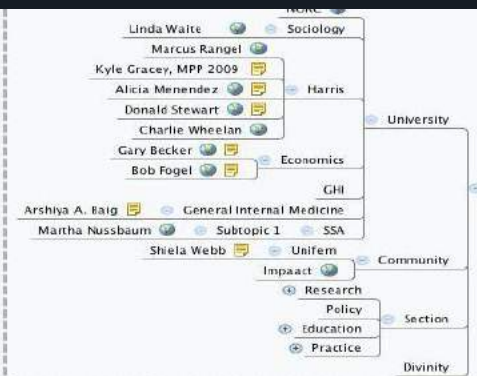 NORC
Linda Waite Sociology
Marcus Rangel
Kyle Gracey, MPP 2009
Alicia Menendez Harris
Donald Stewart University
Charlie Wheelan
Gary Becker
Economics
Bob Fogel
GHI
Arshiya A. Baig General Internal Medicine
Martha Nussbaum Subtopic 1 SSA
Shiela Webb Unifem
Community
Impaact
Research
Policy
Section
Education
Practice
Divinity